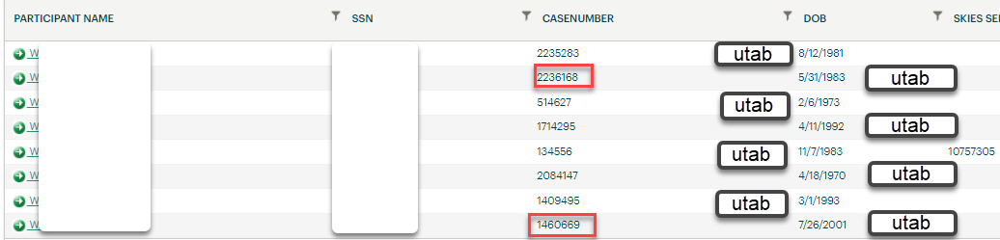 PARTICIPANT NAME SSN CASENUMBER DOB SKIES SE
W 2235283 utab 8/12/1981
W 2236168 5/31/1983 utab
W 514627 utab 2/6/1973
W 1714295 4/11/1992 utab
W 134556 utab 11/7/1983 10757305
W 2084147 4/18/1970 utab
W 1409495 utab 3/1/1993
W 1460669 7/26/2001 utab